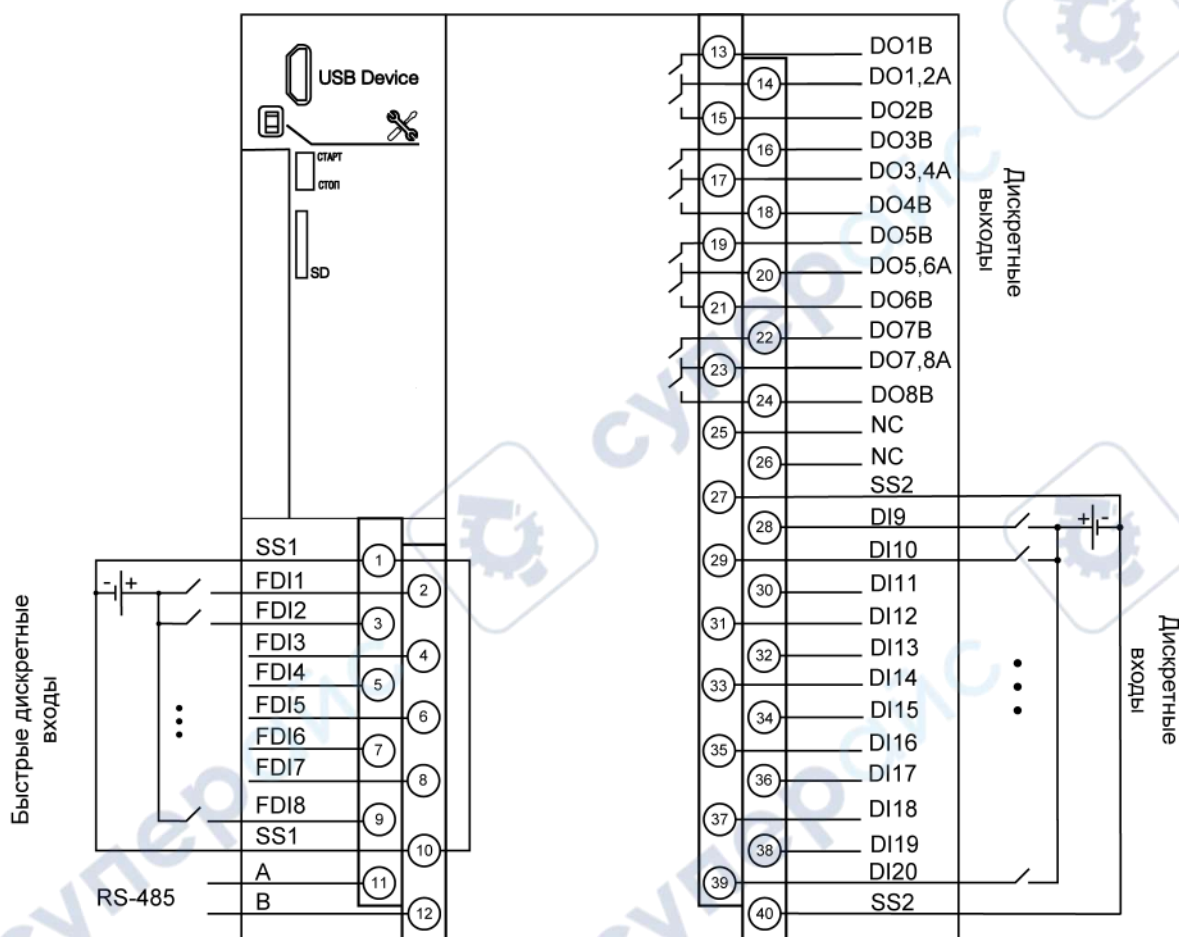 USB Device
СТАРТ
СТОП
SD
13 DO1B
14 DO1,2A
15 DO2B
16 DO3B
17 DO3,4A
18 DO4B
19 DO5B
20 DO5,6A
21 DO6B
22 DO7B
23 DO7,8A
24 DO8B
25 NC
26 NC
27 SS2
28 DI9
+ -
29 DI10
30 DI11
31 DI12
32 DI13
33 DI14
34 DI15
35 DI16
36 DI17
37 DI18
38 DI19
39 DI20
40 SS2
Дискретные
выходы
Дискретные
входы
Быстрые дискретные
входы
SS1 1
- +
FDI1 2
FDI2 3
FDI3 4
FDI4 5
FDI5 6
FDI6 7
FDI7 8
FDI8 9
SS1 10
RS-485
A 11
B 12
суперайс
суперайс
суперайс